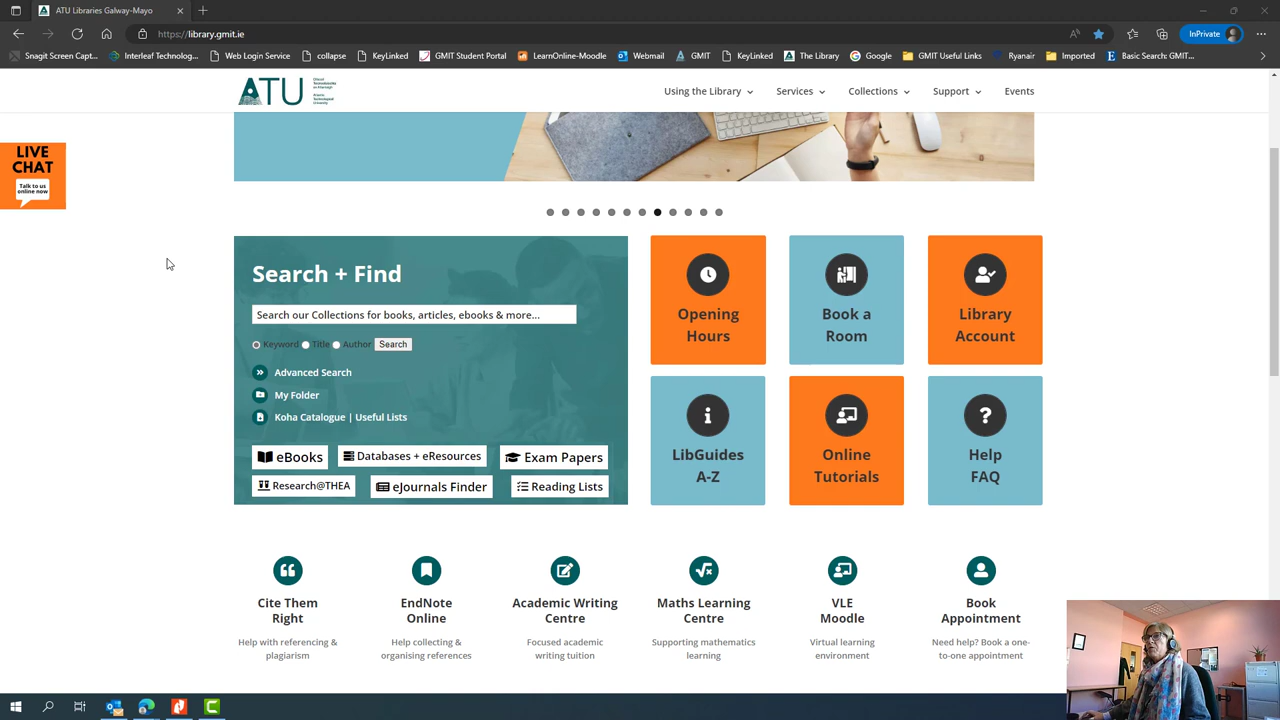 ATU Libraries Galway-Mayo
https://library.gmit.ie
InPrivate
Snagit Screen Capt...
Interleaf Technolog...
Web Login Service
collapse
KeyLinked
GMIT Student Portal
LearnOnline-Moodle
Webmail
GMIT
KeyLinked
The Library
Google
GMIT Useful Links
Ryanair
Imported
Basic Search: GMIT...
ATU
Ollscoil
Teicneolaíochta
an Atlantaigh
Atlantic
Technological
University
Using the Library
Services
Collections
Support
Events
LIVE
CHAT
Talk to us
online now
Search + Find
Search our Collections for books, articles, ebooks & more...
Keyword Title Author Search
Advanced Search
My Folder
Koha Catalogue | Useful Lists
eBooks
Databases + eResources
Exam Papers
Research@THEA
eJournals Finder
Reading Lists
Opening
Hours
Book a
Room
Library
Account
LibGuides
A-Z
Online
Tutorials
Help
FAQ
Cite Them
Right
Help with referencing &
plagiarism
EndNote
Online
Help collecting &
organising references
Academic Writing
Centre
Focused academic
writing tuition
Maths Learning
Centre
Supporting mathematics
learning
VLE
Moodle
Virtual learning
environment
Book
Appointment
Need help? Book a one-
to-one appointment